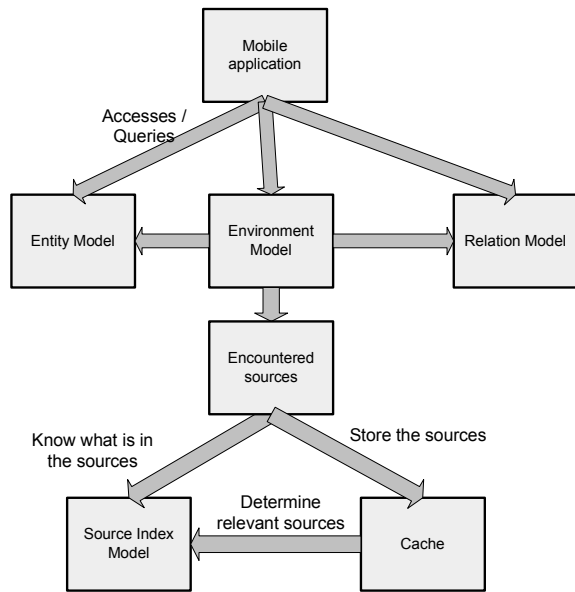 Mobile
application
Accesses /
Queries
Entity Model
Environment
Model
Relation Model
Encountered
sources
Know what is in
the sources
Store the sources
Source Index
Model
Determine
relevant sources
Cache